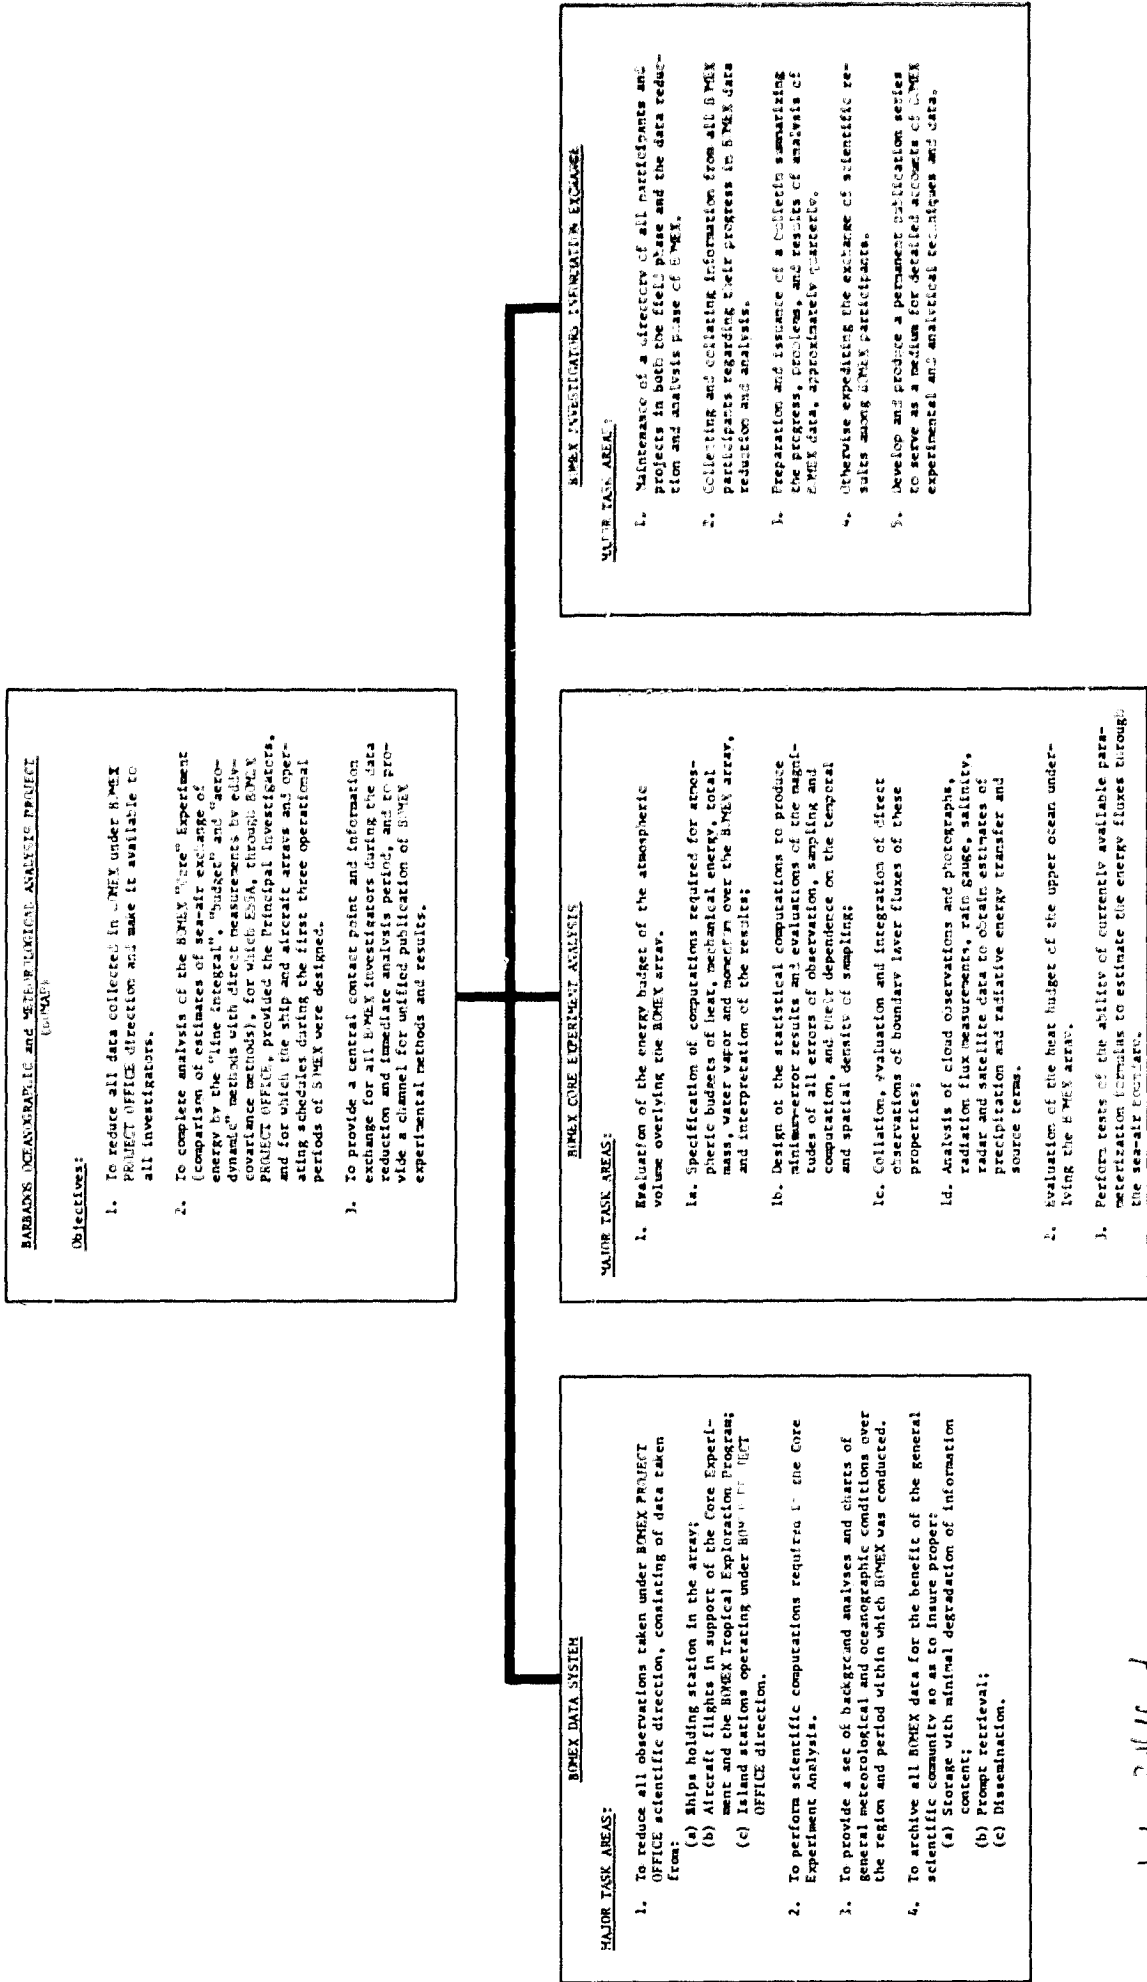 BARBADOS OCEANOGRAPHIC and METEOROLOGICAL ANALYSIS PROJECT
(BOMAP)
Objectives:
1. To reduce all data collected in BOMEX under BOMEX
PROJECT OFFICE direction and make it available to
all investigators.
2. To complete analysis of the BOMEX "Core" Experiment
(comparison of estimates of sea-air exchange of
energy by the "line integral", "budget" and "aero-
dynamic" methods with direct measurements by eddy-
covariance methods), for which ESSA, through BOMEX
PROJECT OFFICE, provided the Principal Investigators,
and for which the ship and aircraft arrays and oper-
ating schedules during the first three operational
periods of BOMEX were designed.
3. To provide a central contact point and information
exchange for all BOMEX investigators during the data
reduction and immediate analysis period, and to pro-
vide a channel for unified publication of BOMEX
experimental methods and results.
BOMEX DATA SYSTEM
MAJOR TASK AREAS:
1. To reduce all observations taken under BOMEX PROJECT
OFFICE scientific direction, consisting of data taken
from:
(a) Ships holding station in the array;
(b) Aircraft flights in support of the Core Experi-
ment and the BOMEX Tropical Exploration Program;
(c) Island stations operating under BOMEX PROJECT
OFFICE direction.
2. To perform scientific computations required in the Core
Experiment Analysis.
3. To provide a set of background analyses and charts of
general meteorological and oceanographic conditions over
the region and period within which BOMEX was conducted.
4. To archive all BOMEX data for the benefit of the general
scientific community so as to insure proper:
(a) Storage with minimal degradation of information
content;
(b) Prompt retrieval;
(c) Dissemination.
BOMEX CORE EXPERIMENT ANALYSIS
MAJOR TASK AREAS:
1. Evaluation of the energy budget of the atmospheric
volume overlying the BOMEX array.
1a. Specification of computations required for atmos-
pheric budgets of heat, mechanical energy, total
mass, water vapor and momentum over the BOMEX array,
and interpretation of the results;
1b. Design of the statistical computations to produce
minimum-error results and evaluations of the magni-
tudes of all errors of observation, sampling and
computation, and their dependence on the temporal
and spatial density of sampling;
1c. Collation, evaluation and integration of direct
observations of boundary layer fluxes of these
properties;
1d. Analysis of cloud observations and photographs,
radiation flux measurements, rain gauge, salinity,
radar and satellite data to obtain estimates of
precipitation and radiative energy transfer and
source terms.
2. Evaluation of the heat budget of the upper ocean under-
lying the BOMEX array.
3. Perform tests of the ability of currently available para-
meterization formulas to estimate the energy fluxes through
the sea-air boundary.
BOMEX INVESTIGATORS INFORMATION EXCHANGE
MAJOR TASK AREAS:
1. Maintenance of a directory of all participants and
projects in both the field phase and the data reduc-
tion and analysis phase of BOMEX.
2. Collecting and collating information from all BOMEX
participants regarding their progress in BOMEX data
reduction and analysis.
3. Preparation and issuance of a bulletin summarizing
the progress, problems, and results of analysis of
BOMEX data, approximately quarterly.
4. Otherwise expediting the exchange of scientific re-
sults among BOMEX participants.
5. Develop and produce a permanent publication series
to serve as a medium for detailed accounts of BOMEX
experimental and analytical techniques and data.